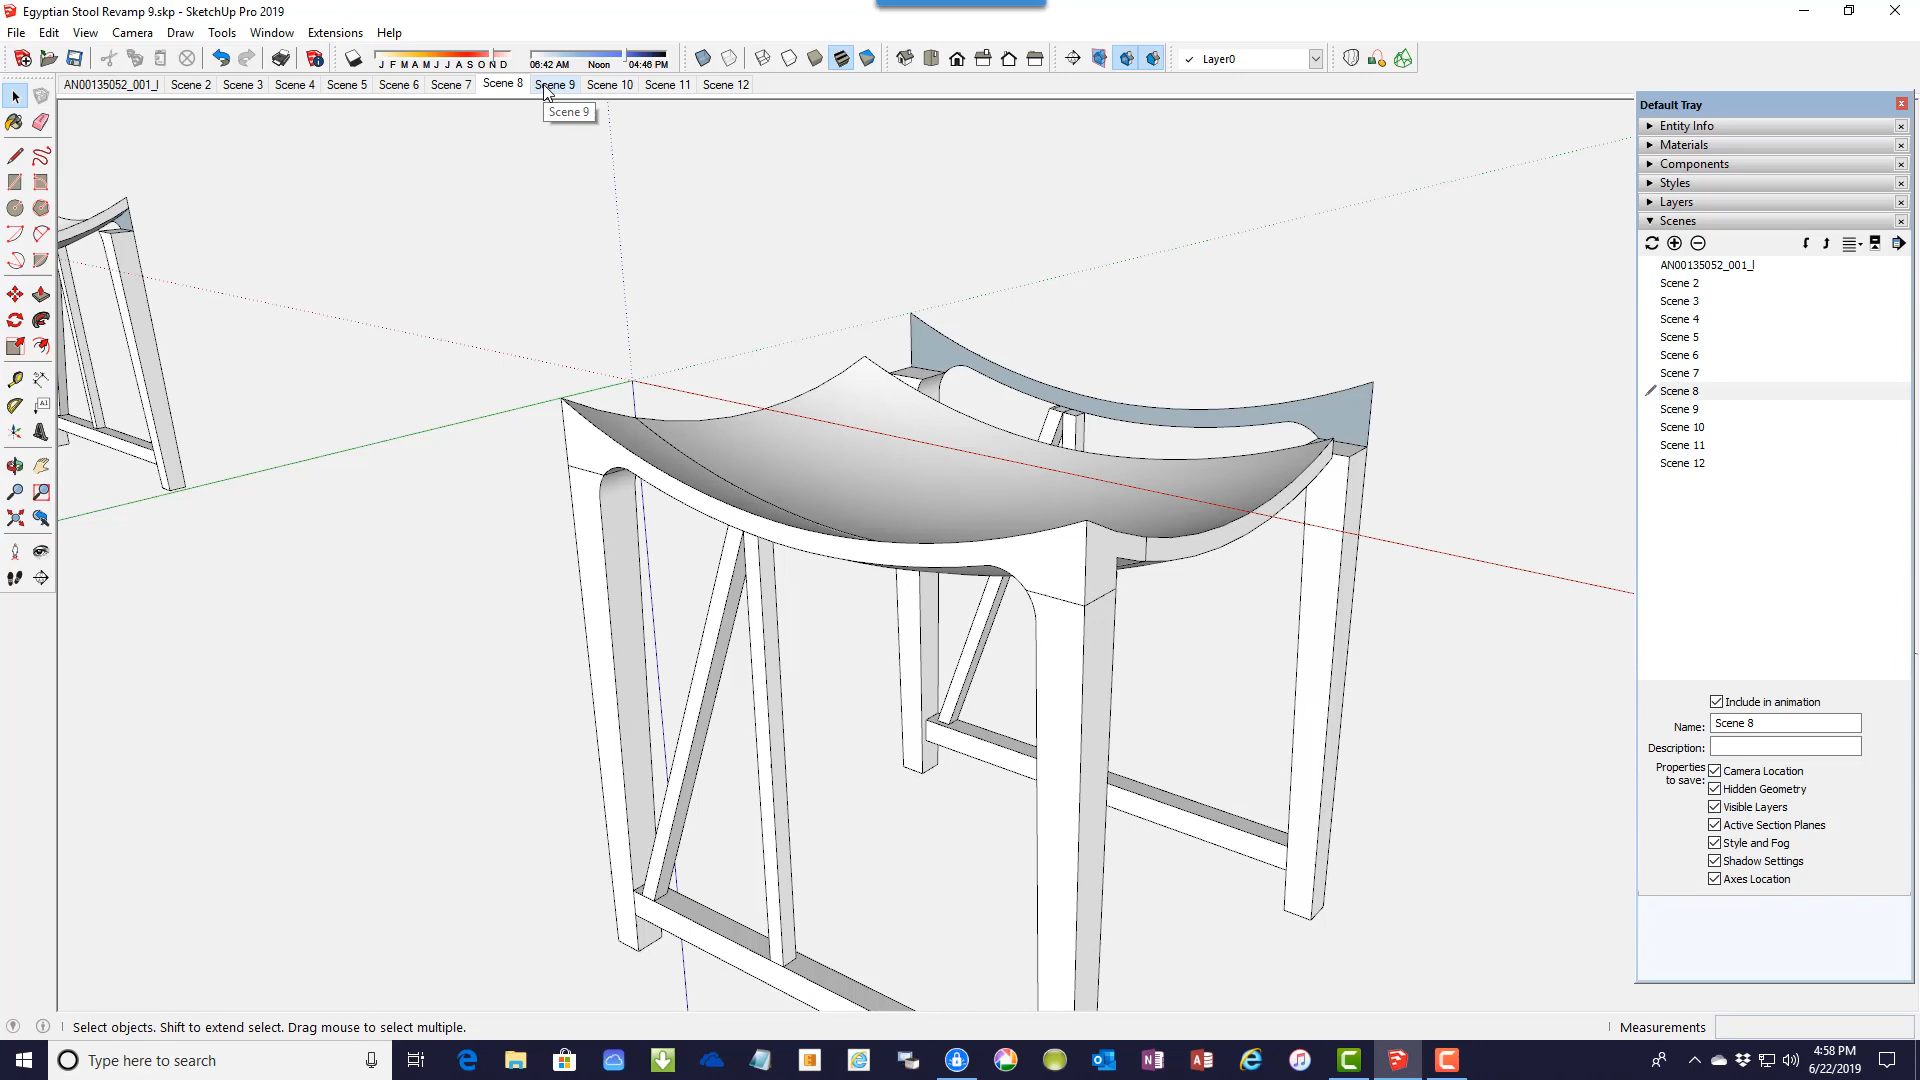 Egyptian Stool Revamp 9.skp - SketchUp Pro 2019
File Edit View Camera Draw Tools Window Extensions Help
J F M A M J J A S O N D 06:42 AM Noon 04:46 PM Layer0
AN00135052_001_l Scene 2 Scene 3 Scene 4 Scene 5 Scene 6 Scene 7 Scene 8 Scene 9 Scene 10 Scene 11 Scene 12
Scene 9
Default Tray
Entity Info
Materials
Components
Styles
Layers
Scenes
AN00135052_001_l
Scene 2
Scene 3
Scene 4
Scene 5
Scene 6
Scene 7
Scene 8
Scene 9
Scene 10
Scene 11
Scene 12
Include in animation
Name: Scene 8
Description:
Properties to save:
Camera Location
Hidden Geometry
Visible Layers
Active Section Planes
Style and Fog
Shadow Settings
Axes Location
Select objects. Shift to extend select. Drag mouse to select multiple.
Measurements
Type here to search
4:58 PM
6/22/2019